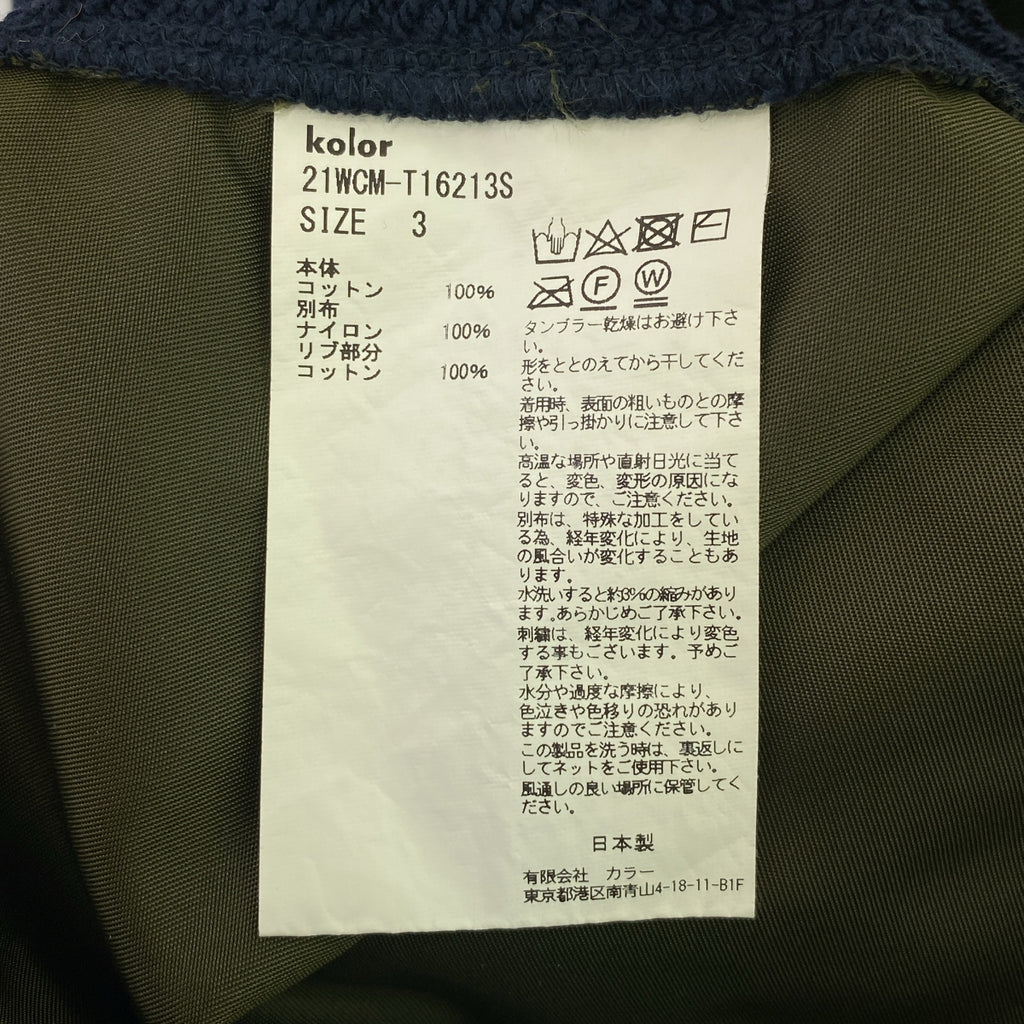 kolor
21WCM-T16213S
SIZE 3
本体
コットン 100%
別布
ナイロン 100%
リブ部分
コットン 100%
F W
タンブラー乾燥はお避け下さ
い。
形をととのえてから干してくだ
さい。
着用時、表面の粗いものとの摩
擦や引っ掛かりに注意して下さ
い。
高温な場所や直射日光に当て
ると、変色、変形の原因にな
りますので、ご注意ください。
別布は、特殊な加工をしてい
る為、経年変化により、生地
の風合いが変化することもあ
ります。
水洗いすると約3%の縮みがあり
ます。あらかじめご了承下さい。
刺繍は、経年変化により変色
する事もございます。予めご
了承下さい。
水分や過度な摩擦により、
色泣きや色移りの恐れがあり
ますのでご注意ください。
この製品を洗う時は、裏返しに
してネットをご使用下さい。
風通しの良い場所に保管してく
ださい。
日本製
有限会社 カラー
東京都港区南青山4-18-11-B1F